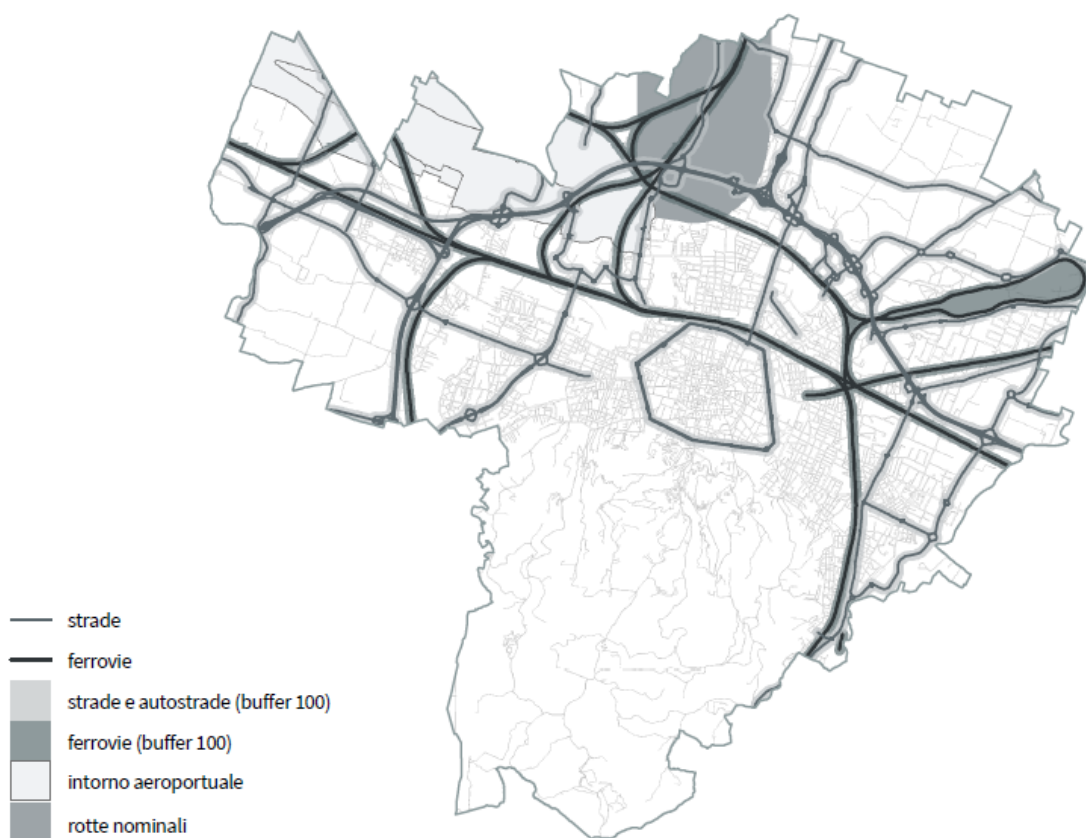 strade
ferrovie
strade e autostrade (buffer 100)
ferrovie (buffer 100)
intorno aeroportuale
rotte nominali